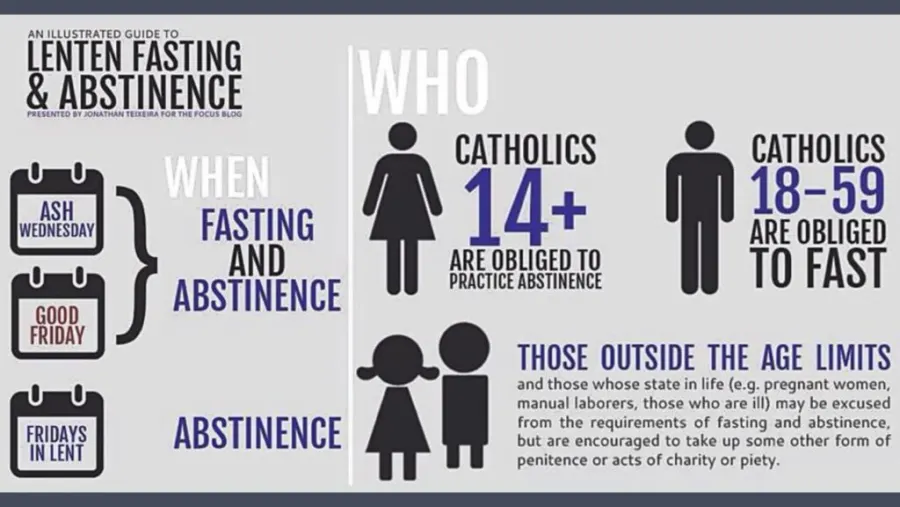 AN ILLUSTRATED GUIDE TO
LENTEN FASTING
& ABSTINENCE
PRESENTED BY JONATHAN TEIXEIRA FOR THE FOCUS BLOG
WHEN
ASH
WEDNESDAY
GOOD
FRIDAY
FASTING
AND
ABSTINENCE
FRIDAYS
IN LENT
ABSTINENCE
WHO
CATHOLICS
14+
ARE OBLIGED TO
PRACTICE ABSTINENCE
CATHOLICS
18-59
ARE OBLIGED
TO FAST
THOSE OUTSIDE THE AGE LIMITS
and those whose state in life (e.g. pregnant women,
manual laborers, those who are ill) may be excused
from the requirements of fasting and abstinence,
but are encouraged to take up some other form of
penitence or acts of charity or piety.